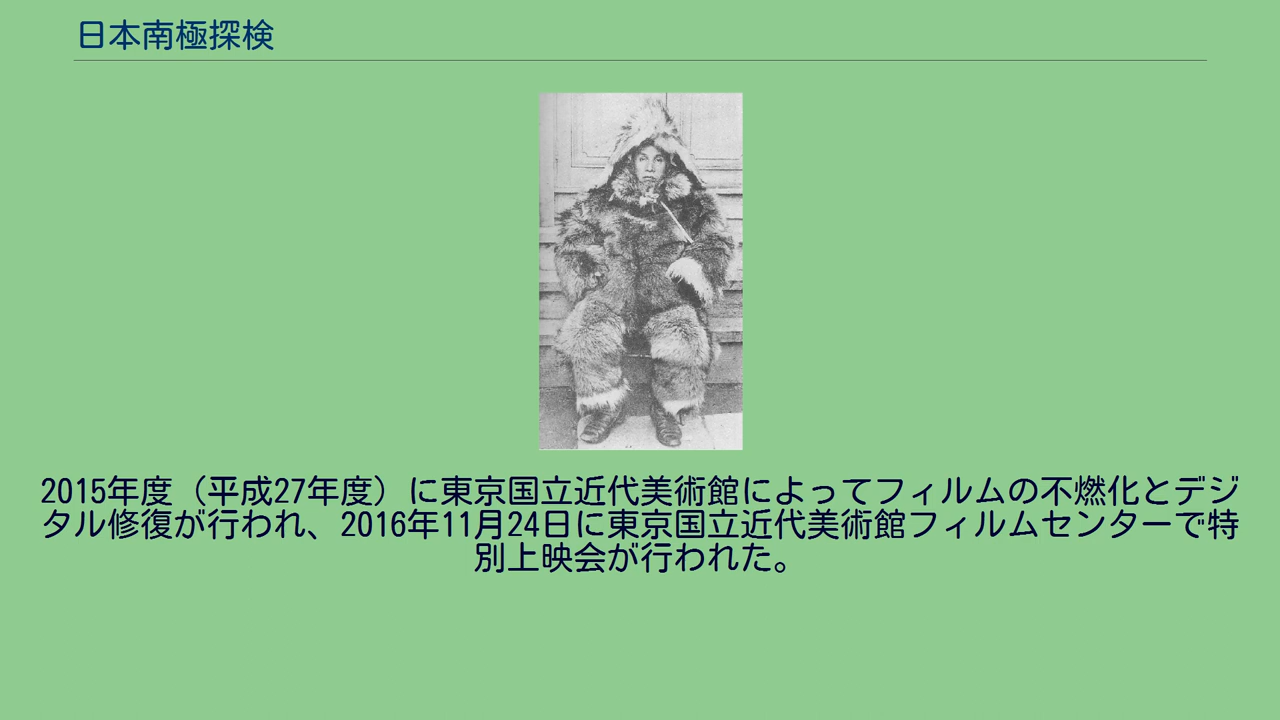 日本南極探検
2015年度（平成27年度）に東京国立近代美術館によってフィルムの不燃化とデジ
タル修復が行われ、2016年11月24日に東京国立近代美術館フィルムセンターで特
別上映会が行われた。